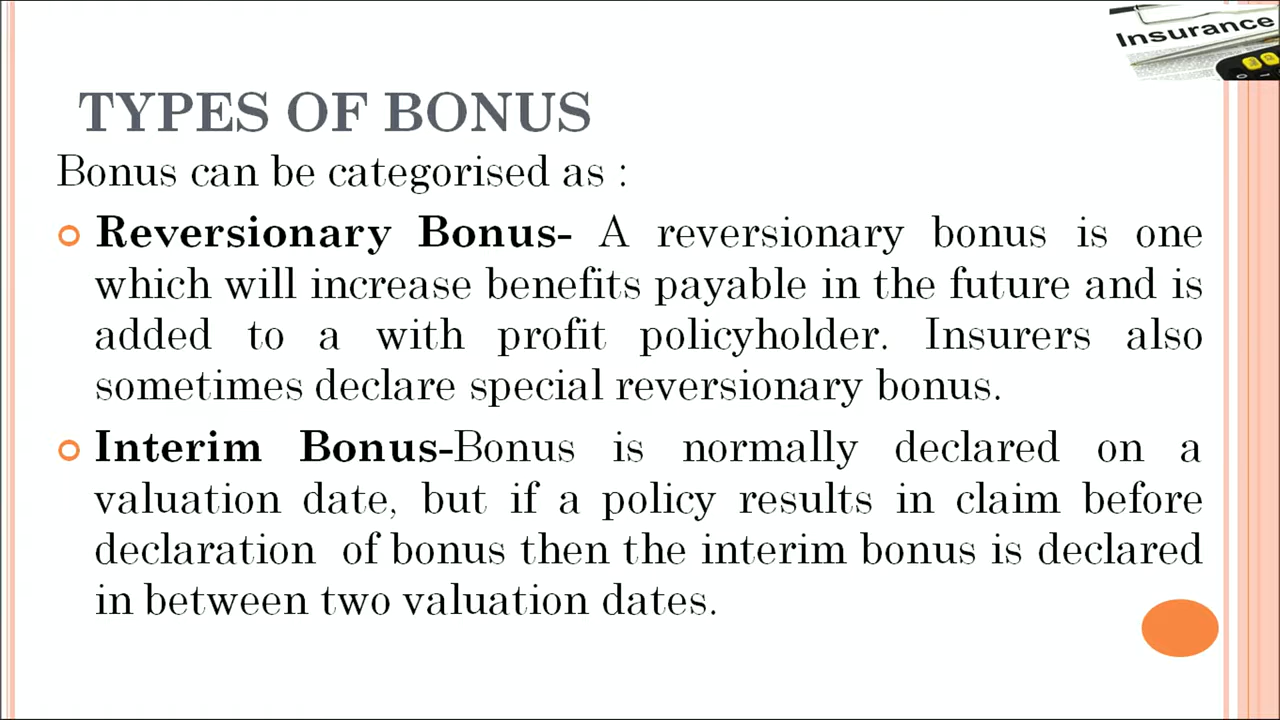 Insurance
TYPES OF BONUS
Bonus can be categorised as :
Reversionary Bonus- A reversionary bonus is one
which will increase benefits payable in the future and is
added to a with profit policyholder. Insurers also
sometimes declare special reversionary bonus.
Interim Bonus-Bonus is normally declared on a
valuation date, but if a policy results in claim before
declaration of bonus then the interim bonus is declared
in between two valuation dates.